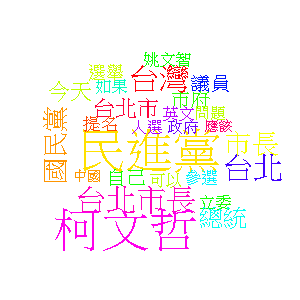 姚文智
選舉
台灣
今天
如果
議員
市府
台北市
英文
問題
國民黨
提名
人選
政府
應該
民進黨
市長
台北
中國
自己
可以
參選
台北市長
立委
柯文哲
總統